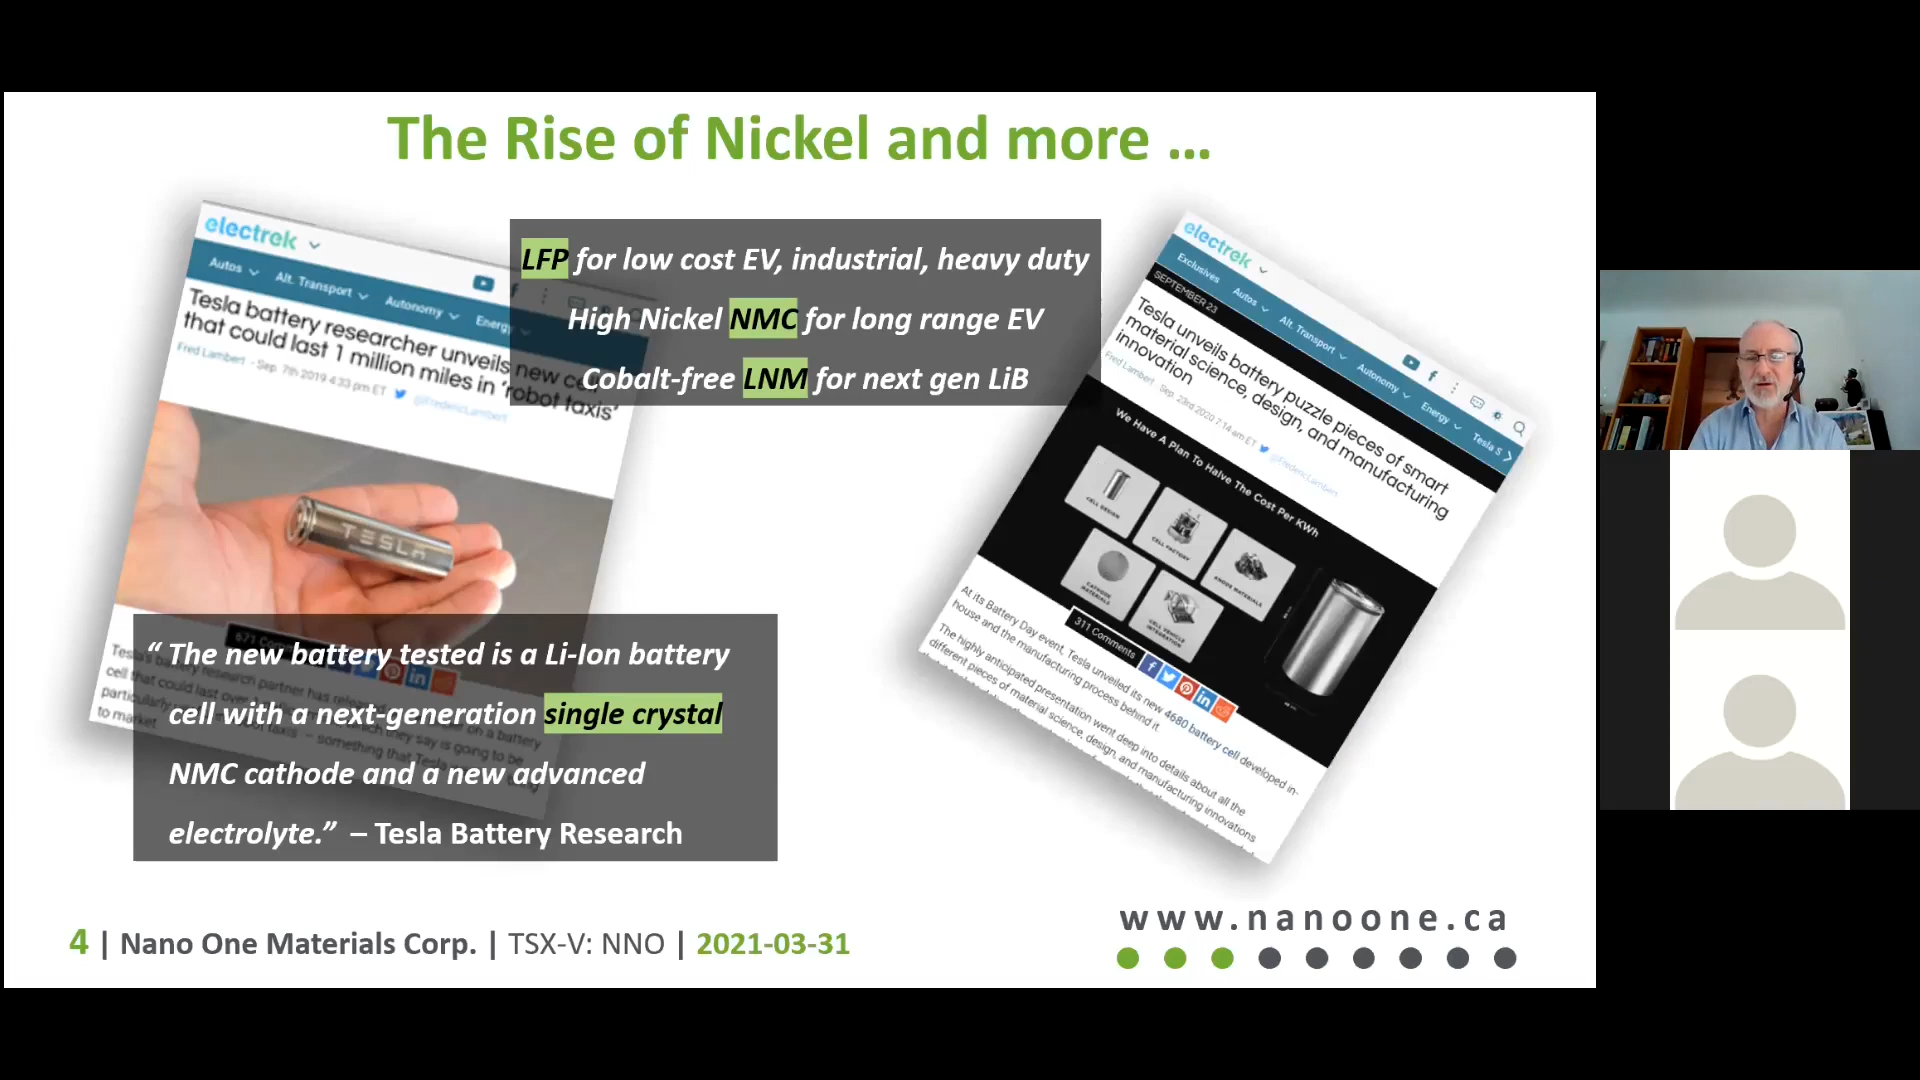 The Rise of Nickel and more ...
electrek
Autos
Alt. Transport
Autonomy
Energy
Tesla battery researcher unveils new cell
that could last 1 million miles in ‘robot taxis’
Fred Lambert - Sep. 7th 2019 4:33 pm ET @FredericLambert
TESLA
671 Comments
LFP for low cost EV, industrial, heavy duty
High Nickel NMC for long range EV
Cobalt-free LNM for next gen LiB
“ The new battery tested is a Li-Ion battery
cell with a next-generation single crystal
NMC cathode and a new advanced
electrolyte.” – Tesla Battery Research
electrek
Exclusives
Autos
Alt. Transport
Autonomy
Energy
Tesla S
SEPTEMBER 23
Tesla unveils battery puzzle pieces of smart
material science, design, and manufacturing
innovation
Fred Lambert - Sep. 23rd 2020 7:14 am ET @FredericLambert
We Have A Plan To Halve The Cost Per KWh
CELL DESIGN
CELL FACTORY
ANODE MATERIALS
CATHODE
MATERIALS
CELL VEHICLE
INTEGRATION
311 Comments
At its Battery Day event, Tesla unveiled its new 4680 battery cell developed in-
house and the manufacturing process behind it.
The highly anticipated presentation went deep into details about all the
different pieces of material science, design, and manufacturing innovations
4 | Nano One Materials Corp. | TSX-V: NNO | 2021-03-31
www.nanoone.ca